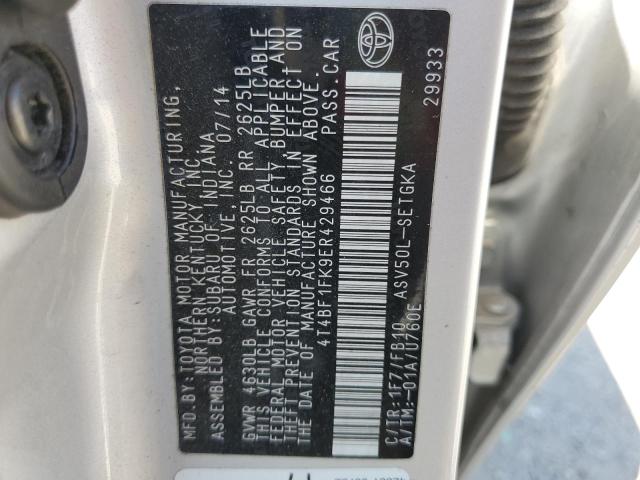 MFD.BY:TOYOTA MOTOR MANUFACTURING,
NORTHERN KENTUCKY INC.
ASSEMBLED BY:SUBARU OF INDIANA
AUTOMOTIVE, INC. 07/14
GVWR 4630LB GAWR FR 2625LB RR 2625LB
THIS VEHICLE CONFORMS TO ALL APPLICABLE
FEDERAL MOTOR VEHICLE SAFETY,BUMPER,AND
THEFT PREVENTION STANDARDS IN EFFECT ON
THE DATE OF MANUFACTURE SHOWN ABOVE.
4T4BF1FK9ER429466 PASS.CAR
C/TR:1F7/FB10 ASV50L-SETGKA
A/TM:-01A/U760E 29933